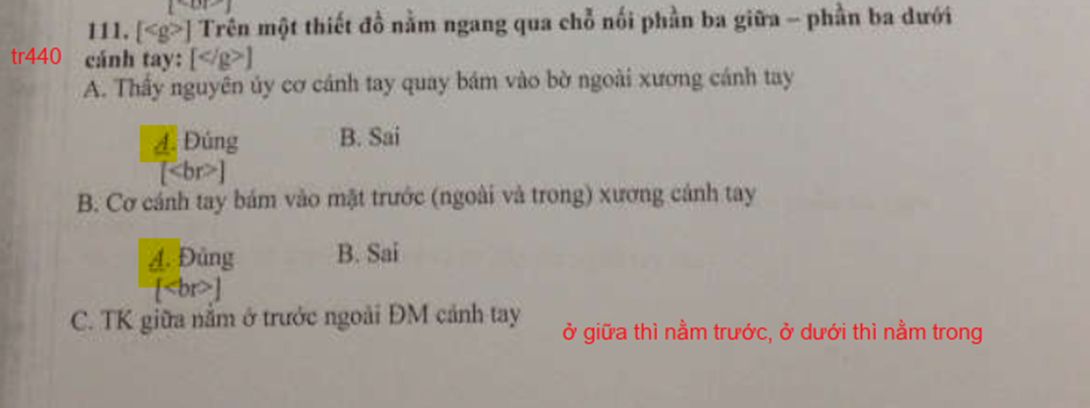 111. [<g>] Trên một thiết đồ nằm ngang qua chỗ nối phần ba giữa – phần ba dưới
tr440 cánh tay: [</g>]
A. Thấy nguyên ủy cơ cánh tay quay bám vào bờ ngoài xương cánh tay
A. Đúng B. Sai
[<br>]
B. Cơ cánh tay bám vào mặt trước (ngoài và trong) xương cánh tay
A. Đúng B. Sai
[<br>]
C. TK giữa nằm ở trước ngoài ĐM cánh tay
ở giữa thì nằm trước, ở dưới thì nằm trong